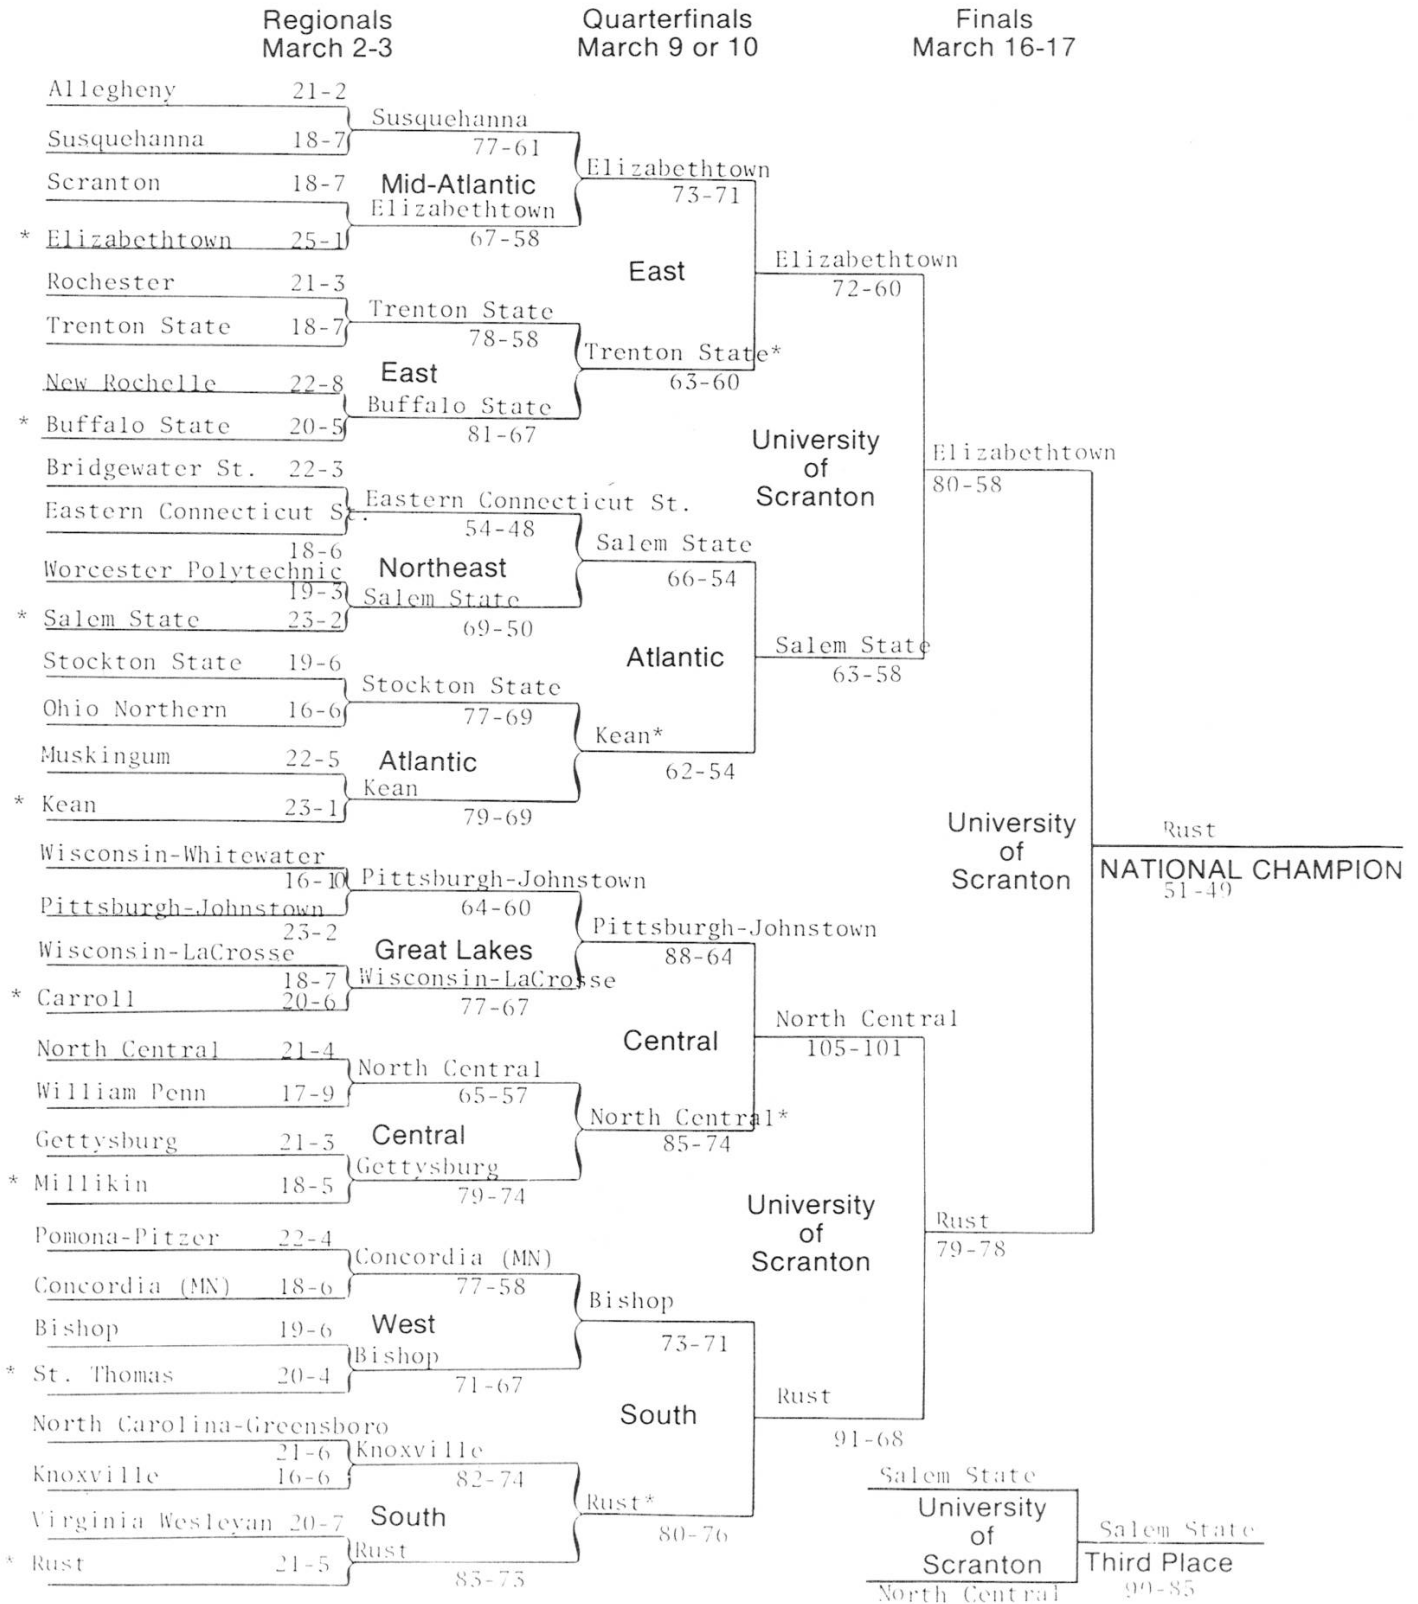 Regionals
March 2-3
Quarterfinals
March 9 or 10
Finals
March 16-17
Allegheny 21-2
Susquehanna 18-7
Scranton 18-7
* Elizabethtown 25-1
Rochester 21-3
Trenton State 18-7
New Rochelle 22-8
* Buffalo State 20-5
Bridgewater St. 22-3
Eastern Connecticut St.
18-6
Worcester Polytechnic
19-3
* Salem State 23-2
Stockton State 19-6
Ohio Northern 16-6
Muskingum 22-5
* Kean 23-1
Wisconsin-Whitewater
16-10
Pittsburgh-Johnstown
23-2
Wisconsin-LaCrosse
18-7
* Carroll 20-6
North Central 21-4
William Penn 17-9
Gettysburg 21-3
* Millikin 18-5
Pomona-Pitzer 22-4
Concordia (MN) 18-6
Bishop 19-6
* St. Thomas 20-4
North Carolina-Greensboro
21-6
Knoxville 16-6
Virginia Wesleyan 20-7
* Rust 21-5
Susquehanna
77-61
Mid-Atlantic
Elizabethtown
67-58
Trenton State
78-58
East
Buffalo State
81-67
Eastern Connecticut St.
54-48
Northeast
Salem State
69-50
Stockton State
77-69
Atlantic
Kean
79-69
Pittsburgh-Johnstown
64-60
Great Lakes
Wisconsin-LaCrosse
77-67
North Central
65-57
Central
Gettysburg
79-74
Concordia (MN)
77-58
West
Bishop
71-67
Knoxville
82-74
South
Rust
83-73
Elizabethtown
73-71
East
Trenton State*
63-60
Salem State
66-54
Atlantic
Kean*
62-54
Pittsburgh-Johnstown
88-64
Central
North Central*
85-74
Bishop
73-71
South
Rust*
80-76
Elizabethtown
72-60
University
of
Scranton
Salem State
63-58
North Central
105-101
University
of
Scranton
Rust
91-68
Elizabethtown
80-58
University
of
Scranton
Rust
79-78
Rust
NATIONAL CHAMPION
51-49
Salem State
University
of
Scranton
North Central
Salem State
Third Place